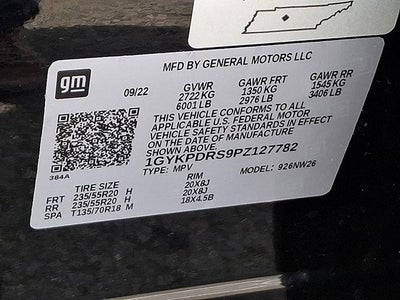 gm
MFD BY GENERAL MOTORS LLC
09/22 GVWR GAWR FRT GAWR RR
2722 KG 1350 KG 1545 KG
6001 LB 2976 LB 3406 LB
THIS VEHICLE CONFORMS TO ALL
APPLICABLE U.S. FEDERAL MOTOR
VEHICLE SAFETY STANDARDS IN EFFECT
ON THE DATE OF MANUFACTURE
SHOWN ABOVE.
1GYKPDRS9PZ127782
TYPE: MPV MODEL: 926NW26
384A
TIRE SIZE RIM
FRT 235/55R20 H 20X8J
RR 235/55R20 H 20X8J
SPA T135/70R18 M 18X4.5B